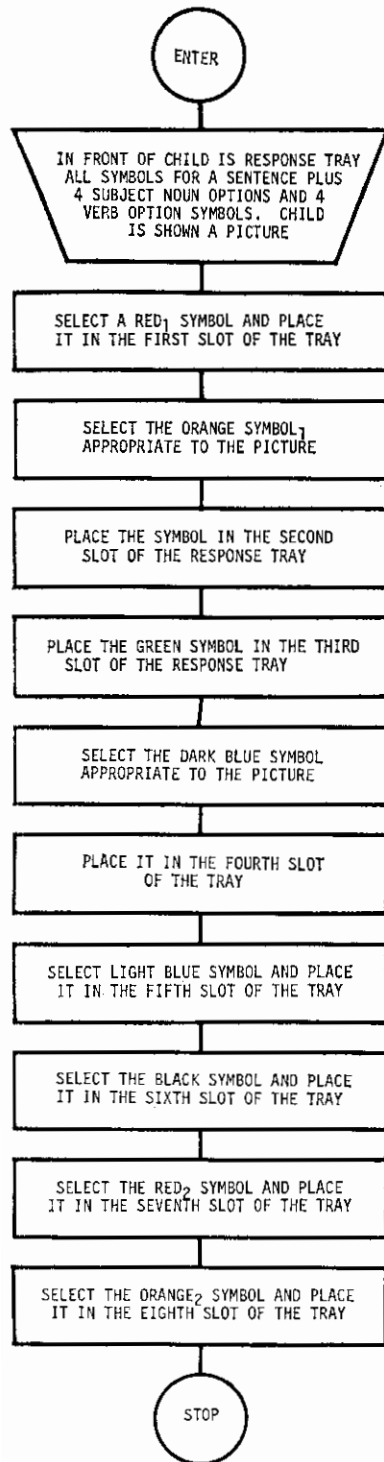 ENTER
IN FRONT OF CHILD IS RESPONSE TRAY
ALL SYMBOLS FOR A SENTENCE PLUS
4 SUBJECT NOUN OPTIONS AND 4
VERB OPTION SYMBOLS. CHILD
IS SHOWN A PICTURE
SELECT A RED₁ SYMBOL AND PLACE
IT IN THE FIRST SLOT OF THE TRAY
SELECT THE ORANGE SYMBOL₁
APPROPRIATE TO THE PICTURE
PLACE THE SYMBOL IN THE SECOND
SLOT OF THE RESPONSE TRAY
PLACE THE GREEN SYMBOL IN THE THIRD
SLOT OF THE RESPONSE TRAY
SELECT THE DARK BLUE SYMBOL
APPROPRIATE TO THE PICTURE
PLACE IT IN THE FOURTH SLOT
OF THE TRAY
SELECT LIGHT BLUE SYMBOL AND PLACE
IT IN THE FIFTH SLOT OF THE TRAY
SELECT THE BLACK SYMBOL AND PLACE
IT IN THE SIXTH SLOT OF THE TRAY
SELECT THE RED₂ SYMBOL AND PLACE
IT IN THE SEVENTH SLOT OF THE TRAY
SELECT THE ORANGE₂ SYMBOL AND PLACE
IT IN THE EIGHTH SLOT OF THE TRAY
STOP